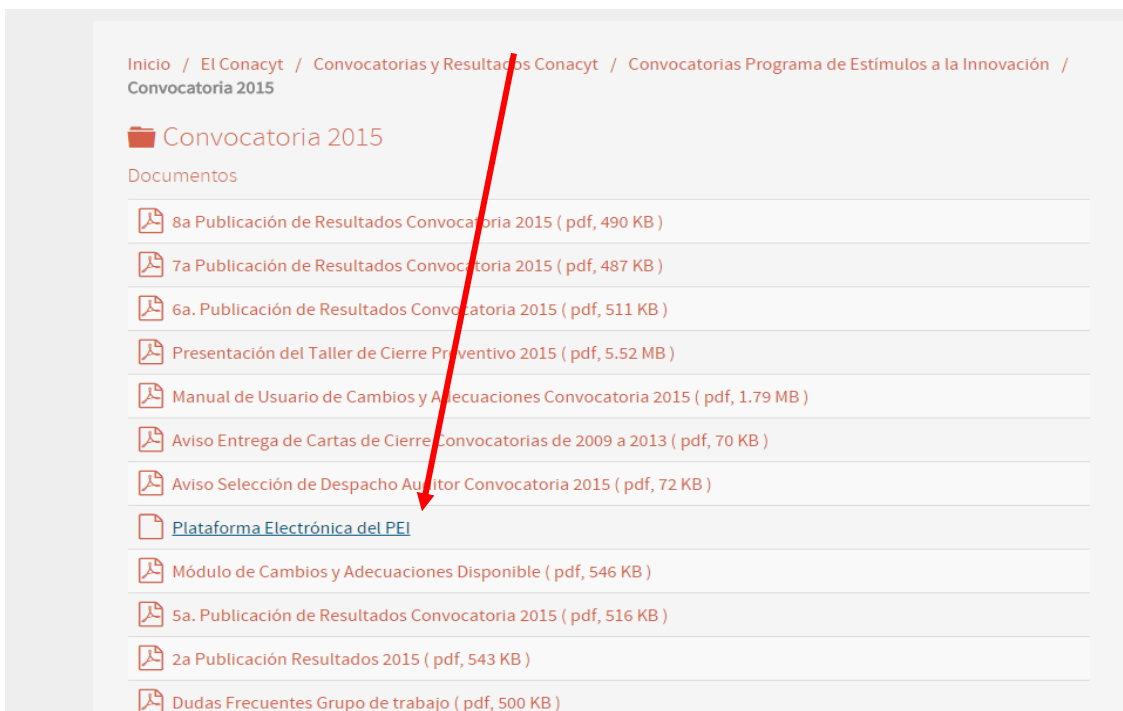 Inicio / El Conacyt / Convocatorias y Resultados Conacyt / Convocatorias Programa de Estímulos a la Innovación /
Convocatoria 2015
Convocatoria 2015
Documentos
8a Publicación de Resultados Convocatoria 2015 ( pdf, 490 KB )
7a Publicación de Resultados Convocatoria 2015 ( pdf, 487 KB )
6a. Publicación de Resultados Convocatoria 2015 ( pdf, 511 KB )
Presentación del Taller de Cierre Preventivo 2015 ( pdf, 5.52 MB )
Manual de Usuario de Cambios y Adecuaciones Convocatoria 2015 ( pdf, 1.79 MB )
Aviso Entrega de Cartas de Cierre Convocatorias de 2009 a 2013 ( pdf, 70 KB )
Aviso Selección de Despacho Auditor Convocatoria 2015 ( pdf, 72 KB )
Plataforma Electrónica del PEI
Módulo de Cambios y Adecuaciones Disponible ( pdf, 546 KB )
5a. Publicación de Resultados Convocatoria 2015 ( pdf, 516 KB )
2a Publicación Resultados 2015 ( pdf, 543 KB )
Dudas Frecuentes Grupo de trabajo ( pdf, 500 KB )